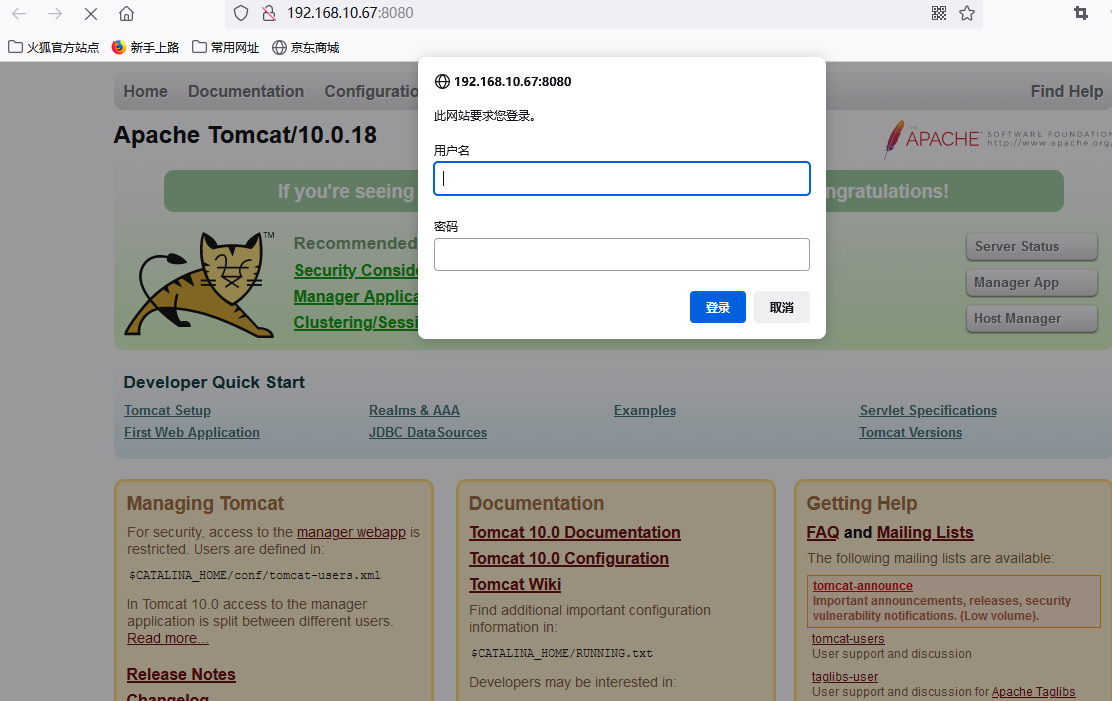 192.168.10.67:8080
火狐官方站点 新手上路 常用网址 京东商城
192.168.10.67:8080
此网站要求您登录。
用户名
密码
登录 取消
Home Documentation Configuratio Find Help
Apache Tomcat/10.0.18
THE APACHE SOFTWARE FOUNDATION
http://www.apache.org/
If you're seeing ngratulations!
TM
Recommended
Security Conside
Manager Applica
Clustering/Sessi
Server Status
Manager App
Host Manager
Developer Quick Start
Tomcat Setup Realms & AAA Examples Servlet Specifications
First Web Application JDBC DataSources Tomcat Versions
Managing Tomcat
For security, access to the manager webapp is
restricted. Users are defined in:
$CATALINA_HOME/conf/tomcat-users.xml
In Tomcat 10.0 access to the manager
application is split between different users.
Read more...
Release Notes
Changelog
Documentation
Tomcat 10.0 Documentation
Tomcat 10.0 Configuration
Tomcat Wiki
Find additional important configuration
information in:
$CATALINA_HOME/RUNNING.txt
Developers may be interested in:
Getting Help
FAQ and Mailing Lists
The following mailing lists are available:
tomcat-announce
Important announcements, releases, security
vulnerability notifications. (Low volume).
tomcat-users
User support and discussion
taglibs-user
User support and discussion for Apache Taglibs